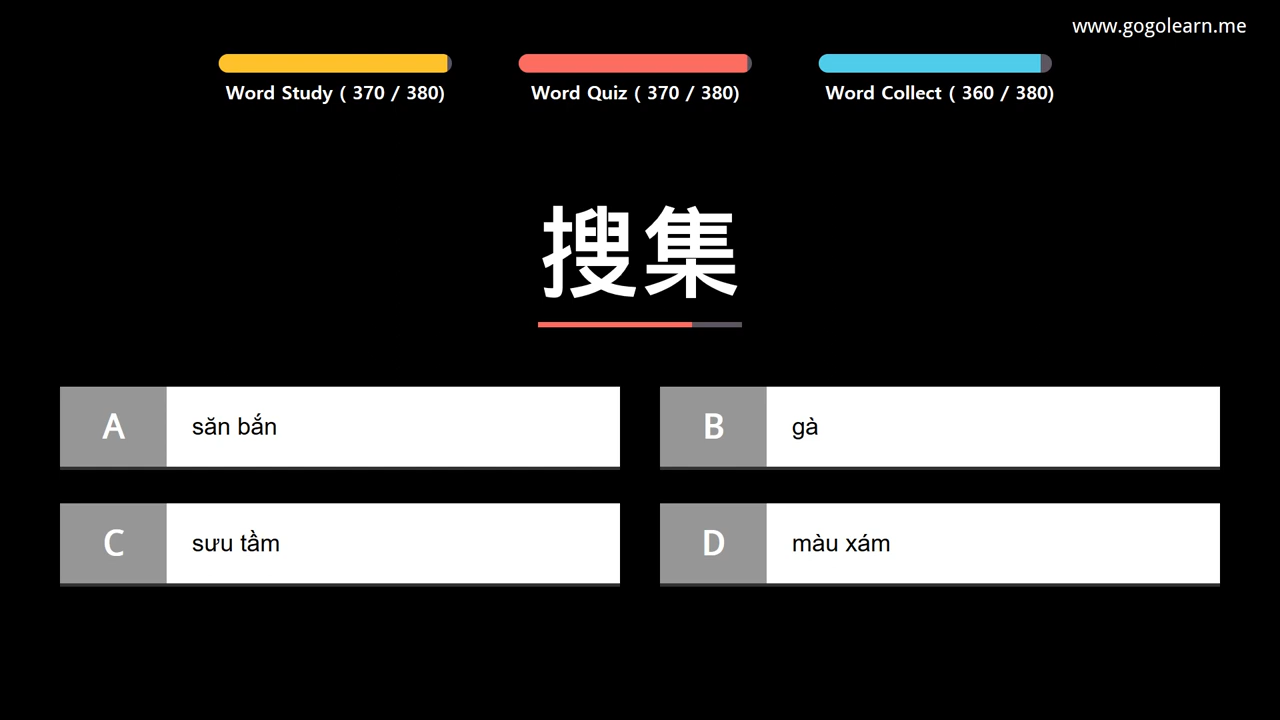 www.gogolearn.me
Word Study ( 370 / 380)
Word Quiz ( 370 / 380)
Word Collect ( 360 / 380)
搜集
A
săn bắn
B
gà
C
sưu tầm
D
màu xám